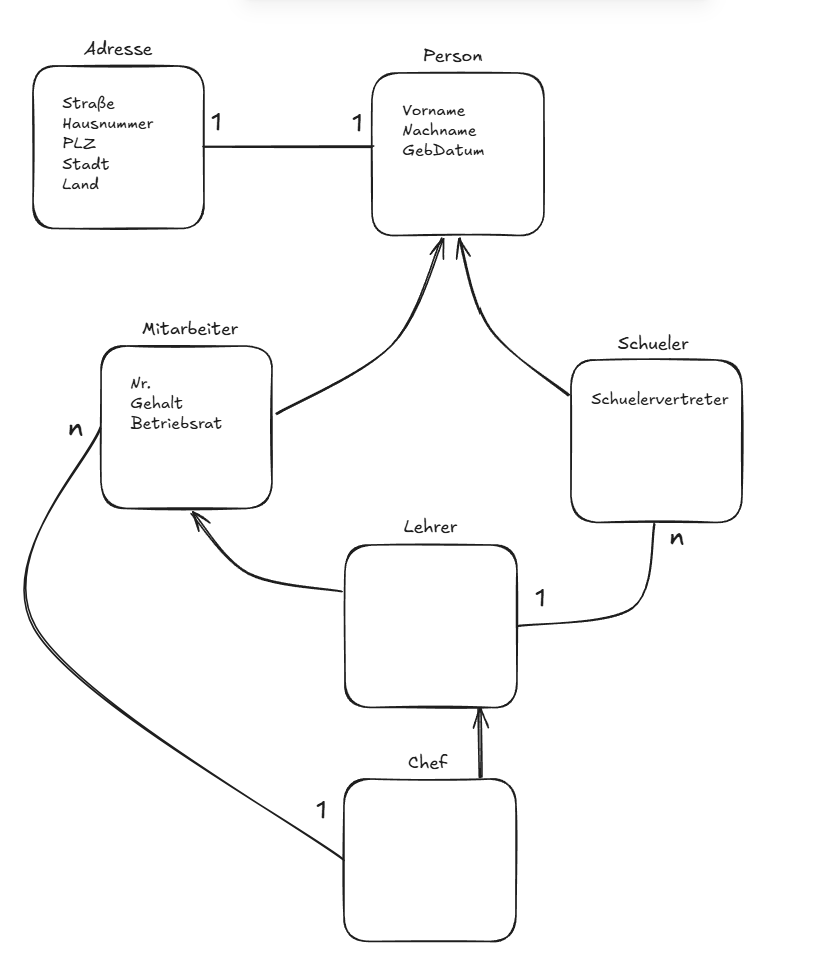 Adresse
Person
Straße
Hausnummer
PLZ
Stadt
Land
1
1
Vorname
Nachname
GebDatum
Mitarbeiter
Schueler
Nr.
Gehalt
Betriebsrat
Schuelervertreter
n
Lehrer
n
1
Chef
1